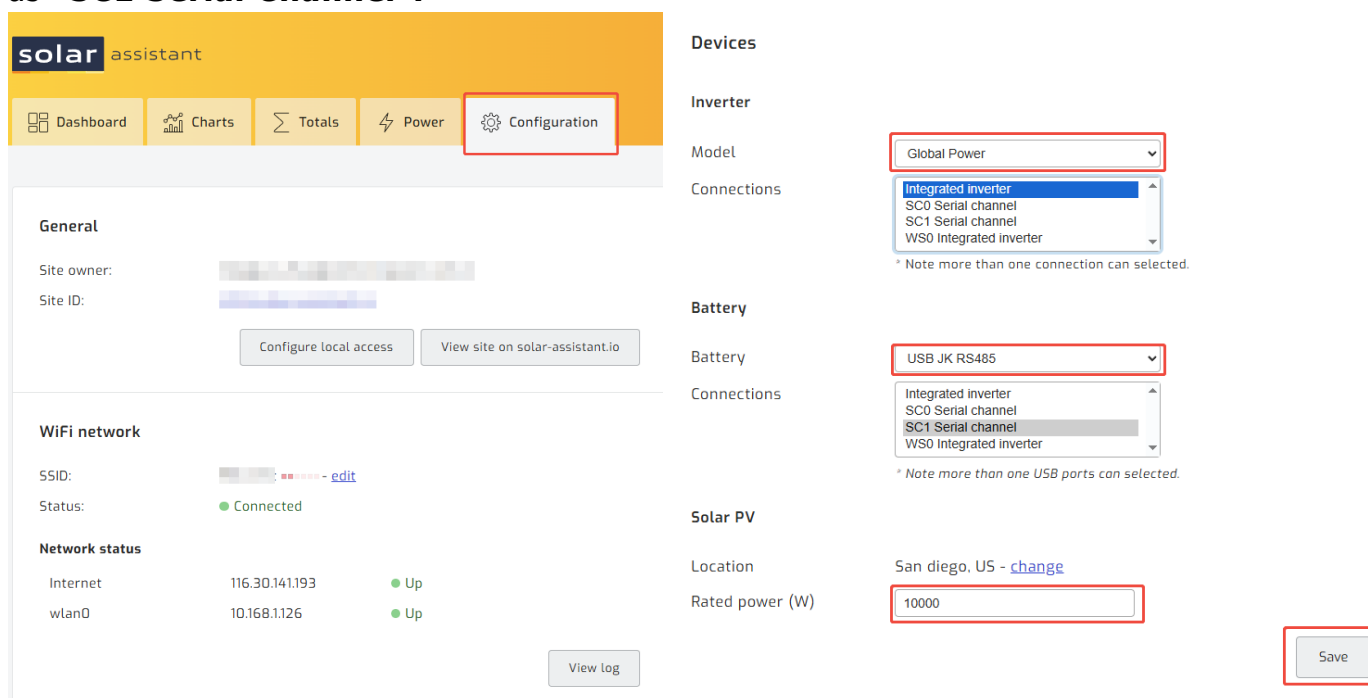 solar assistant
Dashboard
Charts
Totals
Power
Configuration
General
Site owner:
Site ID:
Configure local access
View site on solar-assistant.io
WiFi network
SSID:
- edit
Status:
Connected
Network status
Internet 116.30.141.193 Up
wlan0 10.168.1.126 Up
View log
Devices
Inverter
Model Global Power
Connections
Integrated inverter
SC0 Serial channel
SC1 Serial channel
WS0 Integrated inverter
* Note more than one connection can selected.
Battery
Battery USB JK RS485
Connections
Integrated inverter
SC0 Serial channel
SC1 Serial channel
WS0 Integrated inverter
* Note more than one USB ports can selected.
Solar PV
Location San diego, US - change
Rated power (W) 10000
Save